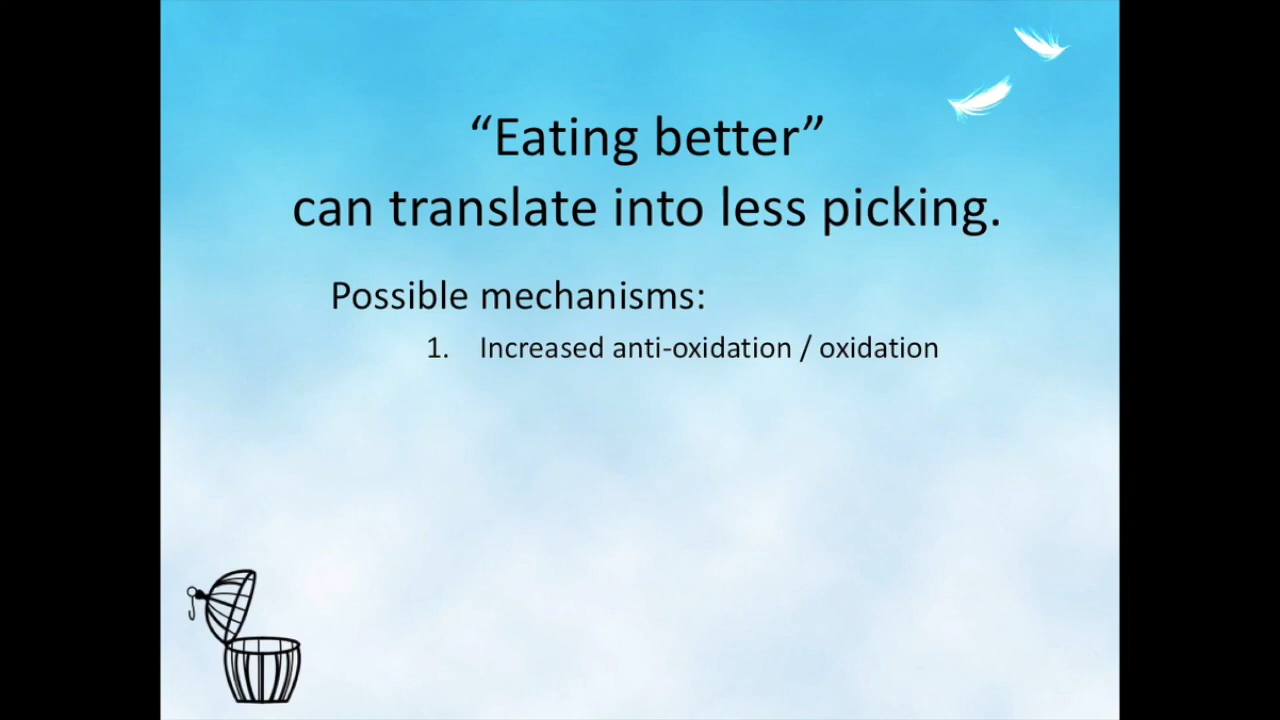 “Eating better”
can translate into less picking.
Possible mechanisms:
1. Increased anti-oxidation / oxidation